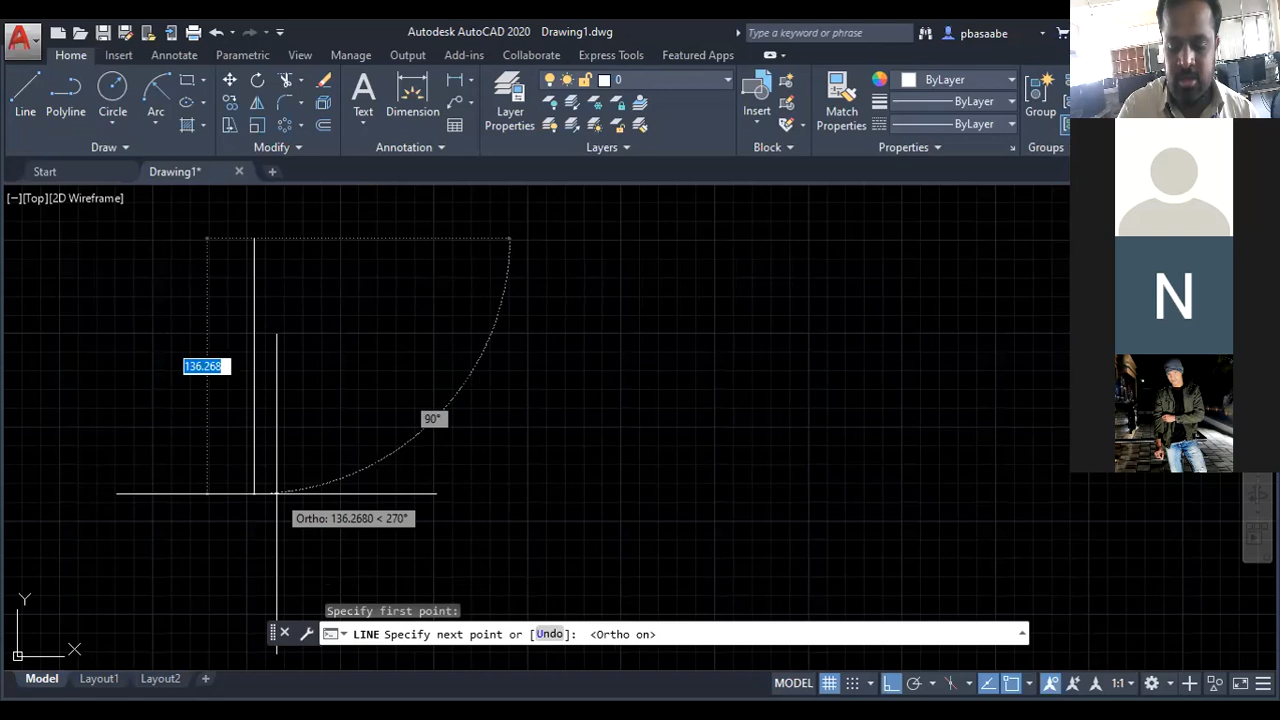 A
Autodesk AutoCAD 2020 Drawing1.dwg
Type a keyword or phrase
pbasaabe
Home Insert Annotate Parametric View Manage Output Add-ins Collaborate Express Tools Featured Apps
0
ByLayer
ByLayer
ByLayer
Line Polyline Circle Arc
Text Dimension
Layer
Properties
Insert
Match
Properties
Group
Draw Modify Annotation Layers Block Properties Groups
Start Drawing1*
[−][Top][2D Wireframe]
N
136.268
90°
Ortho: 136.2680 < 270°
Y
X
Specify first point:
LINE Specify next point or [Undo]: <Ortho on>
Model Layout1 Layout2 +
MODEL
1:1